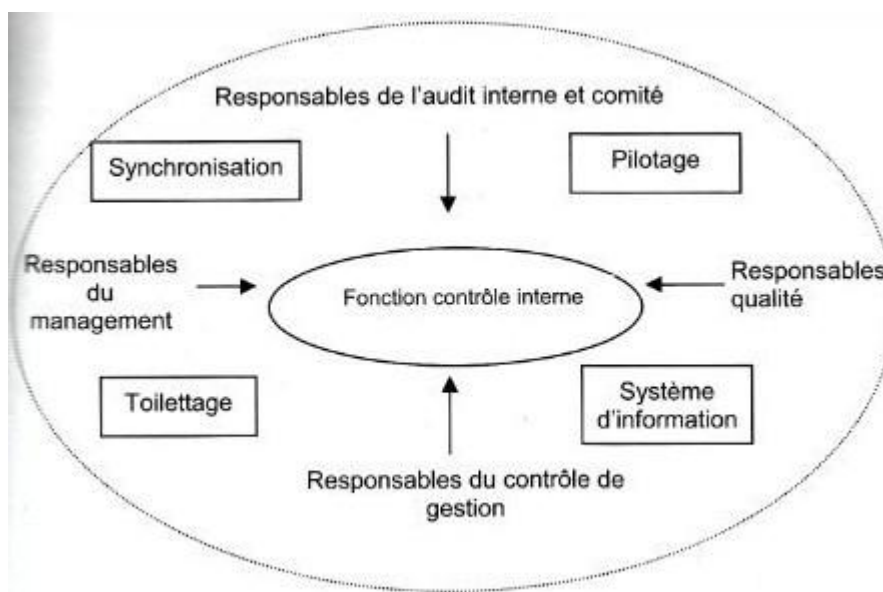 Responsables de l'audit interne et comité
Synchronisation
Pilotage
Responsables
du
management
Fonction contrôle interne
Responsables
qualité
Toilettage
Système
d'information
Responsables du contrôle de
gestion